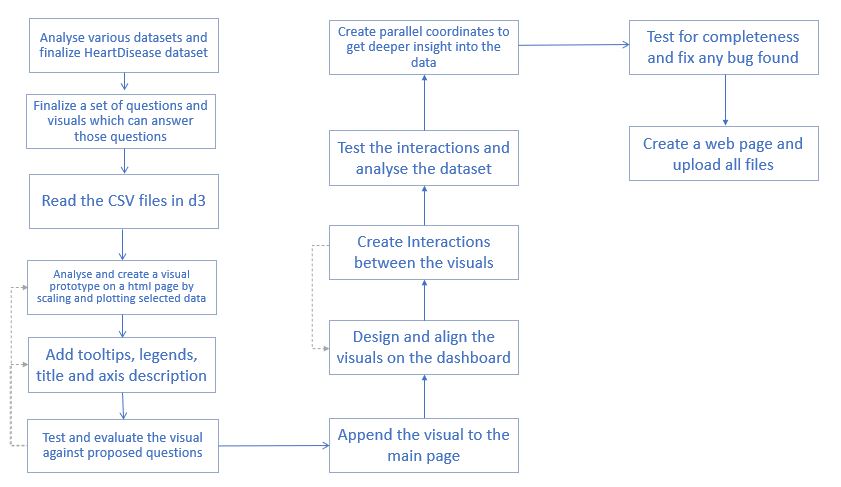 Analyse various datasets and
finalize HeartDisease dataset
Finalize a set of questions and
visuals which can answer
those questions
Read the CSV files in d3
Analyse and create a visual
prototype on a html page by
scaling and plotting selected data
Add tooltips, legends,
title and axis description
Test and evaluate the visual
against proposed questions
Append the visual to the
main page
Design and align the
visuals on the dashboard
Create Interactions
between the visuals
Test the interactions and
analyse the dataset
Create parallel coordinates to
get deeper insight into the
data
Test for completeness
and fix any bug found
Create a web page and
upload all files